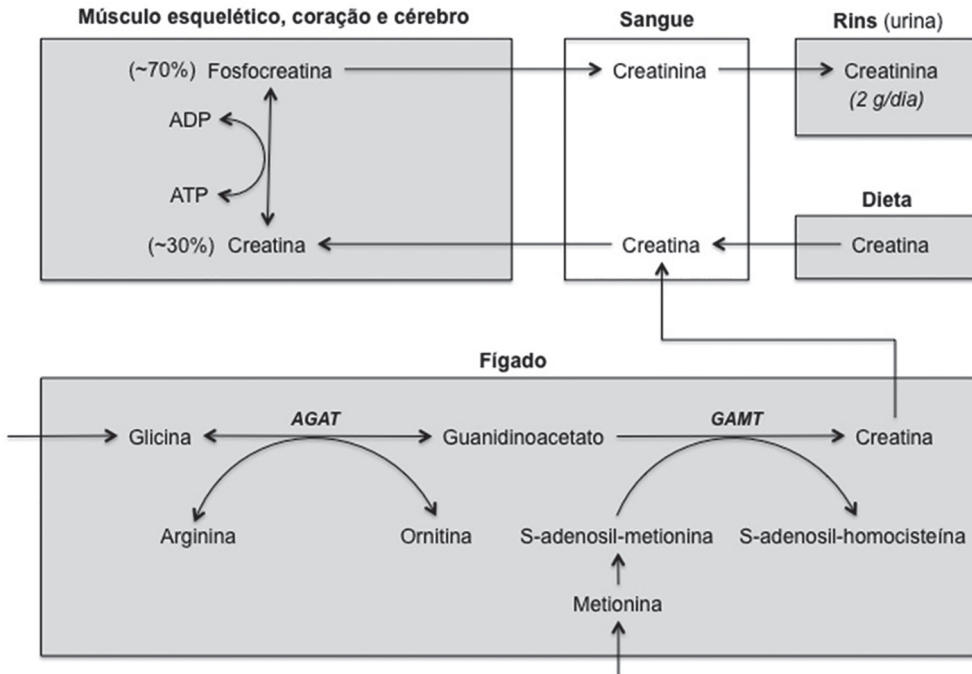 Músculo esquelético, coração e cérebro
Sangue
Rins (urina)
(~70%) Fosfocreatina
Creatinina
Creatinina
(2 g/dia)
ADP
ATP
Dieta
(~30%) Creatina
Creatina
Creatina
Fígado
AGAT
GAMT
Glicina
Guanidinoacetato
Creatina
Arginina
Ornitina
S-adenosil-metionina
S-adenosil-homocisteína
Metionina